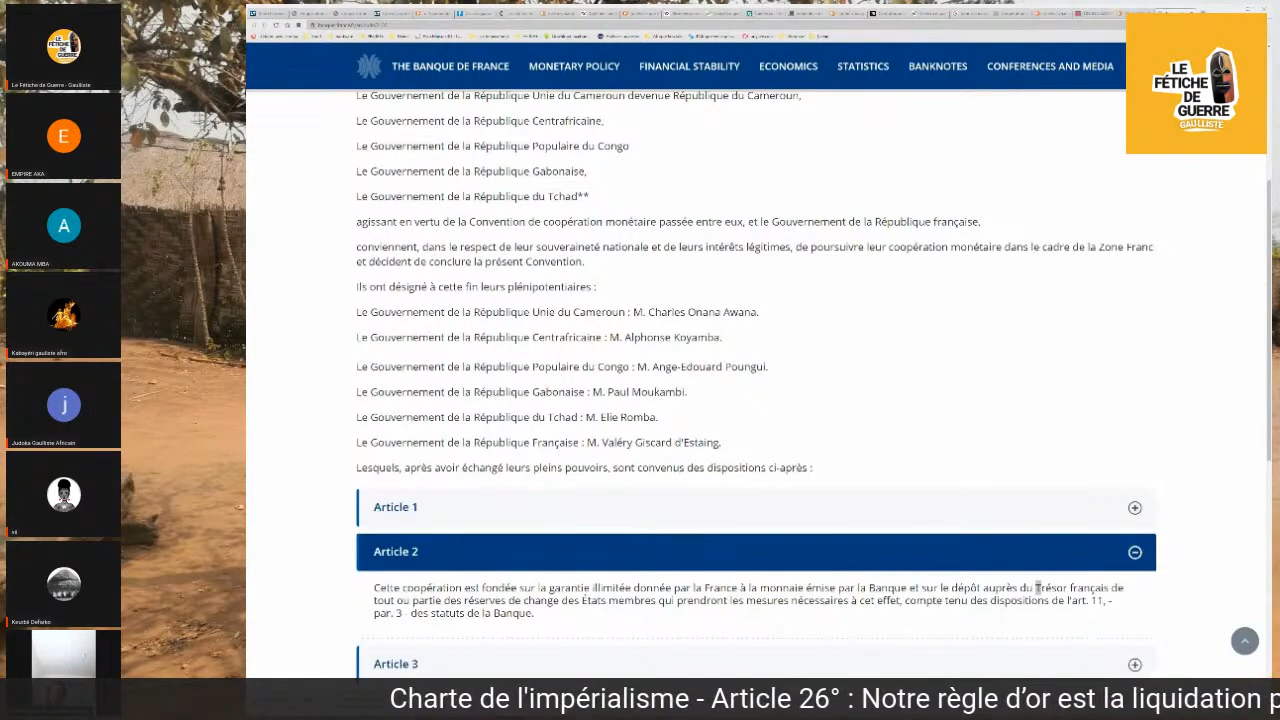 LE
FÉTICHE
DE
GUERRE
Le Fétiche de Guerre - Gaulliste
E
EMPIRE AKA
A
AKOUMA MBA
Kabayén gauliste afro
j
Judoka Gaulliste Africain
vii
Keusbil Defarko
THE BANQUE DE FRANCE
MONETARY POLICY
FINANCIAL STABILITY
ECONOMICS
STATISTICS
BANKNOTES
CONFERENCES AND MEDIA
LE
FÉTICHE
DE
GUERRE
GAULLISTE
Le Gouvernement de la République Unie du Cameroun devenue République du Cameroun,
Le Gouvernement de la République Centrafricaine,
Le Gouvernement de la République Populaire du Congo
Le Gouvernement de la République Gabonaise,
Le Gouvernement de la République du Tchad**
agissant en vertu de la Convention de coopération monétaire passée entre eux, et le Gouvernement de la République française,
conviennent, dans le respect de leur souveraineté nationale et de leurs intérêts légitimes, de poursuivre leur coopération monétaire dans le cadre de la Zone Franc
et décident de conclure la présent Convention.
Ils ont désigné à cette fin leurs plénipotentiaires :
Le Gouvernement de la République Unie du Cameroun : M. Charles Onana Awana.
Le Gouvernement de la République Centrafricaine : M. Alphonse Koyamba.
Le Gouvernement de la République Populaire du Congo : M. Ange-Edouard Poungui.
Le Gouvernement de la République Gabonaise : M. Paul Moukambi.
Le Gouvernement de la République du Tchad : M. Elie Romba.
Le Gouvernement de la République Française : M. Valéry Giscard d'Estaing.
Lesquels, après avoir échangé leurs pleins pouvoirs, sont convenus des dispositions ci-après :
Article 1
Article 2
Cette coopération est fondée sur la garantie illimitée donnée par la France à la monnaie émise par la Banque et sur le dépôt auprès du Trésor français de
tout ou partie des réserves de change des États membres qui prendront les mesures nécessaires à cet effet, compte tenu des dispositions de l'art. 11, -
par. 3 - des statuts de la Banque.
Article 3
Charte de l'impérialisme - Article 26° : Notre règle d’or est la liquidation p